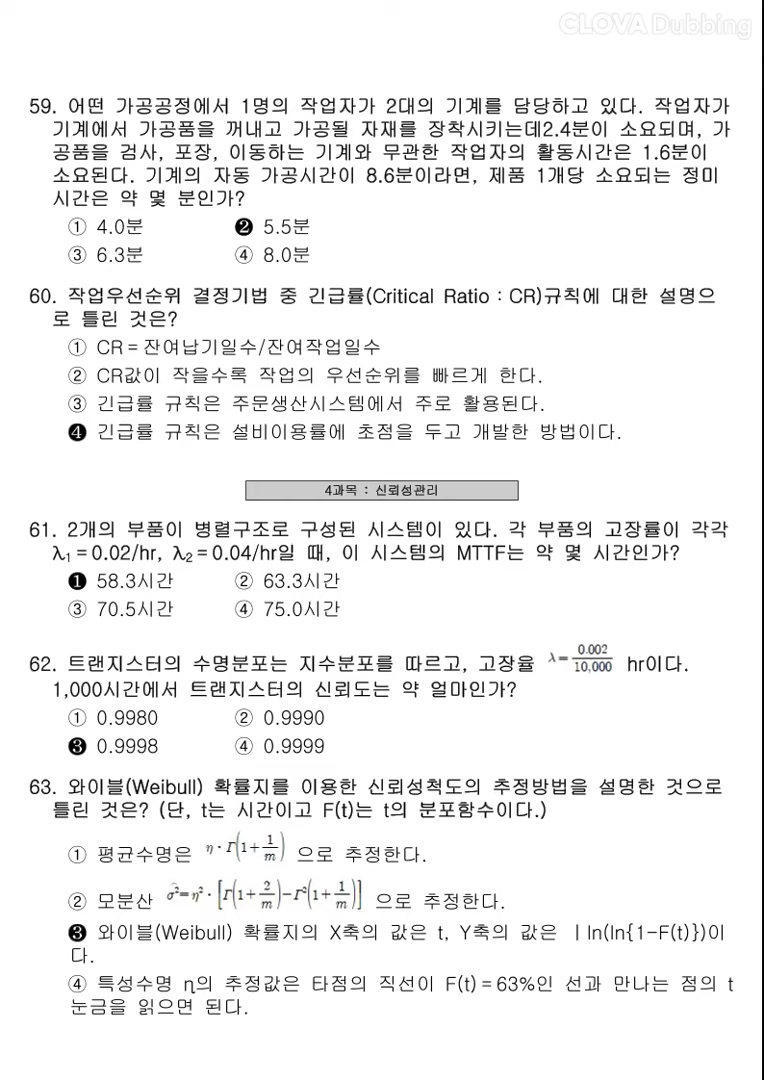 CLOVA Dubbing
59. 어떤 가공공정에서 1명의 작업자가 2대의 기계를 담당하고 있다. 작업자가
기계에서 가공품을 꺼내고 가공될 자재를 장착시키는데2.4분이 소요되며, 가
공품을 검사, 포장, 이동하는 기계와 무관한 작업자의 활동시간은 1.6분이
소요된다. 기계의 자동 가공시간이 8.6분이라면, 제품 1개당 소요되는 정미
시간은 약 몇 분인가?
① 4.0분 ❷ 5.5분
③ 6.3분 ④ 8.0분
60. 작업우선순위 결정기법 중 긴급률(Critical Ratio : CR)규칙에 대한 설명으
로 틀린 것은?
① CR = 잔여납기일수/잔여작업일수
② CR값이 작을수록 작업의 우선순위를 빠르게 한다.
③ 긴급률 규칙은 주문생산시스템에서 주로 활용된다.
❹ 긴급률 규칙은 설비이용률에 초점을 두고 개발한 방법이다.
4과목 : 신뢰성관리
61. 2개의 부품이 병렬구조로 구성된 시스템이 있다. 각 부품의 고장률이 각각
λ₁ = 0.02/hr, λ₂ = 0.04/hr일 때, 이 시스템의 MTTF는 약 몇 시간인가?
❶ 58.3시간 ② 63.3시간
③ 70.5시간 ④ 75.0시간
62. 트랜지스터의 수명분포는 지수분포를 따르고, 고장율 λ = 0.002/10,000 hr이다.
1,000시간에서 트랜지스터의 신뢰도는 약 얼마인가?
① 0.9980 ② 0.9990
❸ 0.9998 ④ 0.9999
63. 와이블(Weibull) 확률지를 이용한 신뢰성척도의 추정방법을 설명한 것으로
틀린 것은? (단, t는 시간이고 F(t)는 t의 분포함수이다.)
① 평균수명은 η · Γ(1 + 1/m) 으로 추정한다.
② 모분산 σ̂² = η² · [Γ(1 + 2/m) − Γ²(1 + 1/m)] 으로 추정한다.
❸ 와이블(Weibull) 확률지의 X축의 값은 t, Y축의 값은 ㅣln(ln{1-F(t)})이
다.
④ 특성수명 η의 추정값은 타점의 직선이 F(t) = 63%인 선과 만나는 점의 t
눈금을 읽으면 된다.